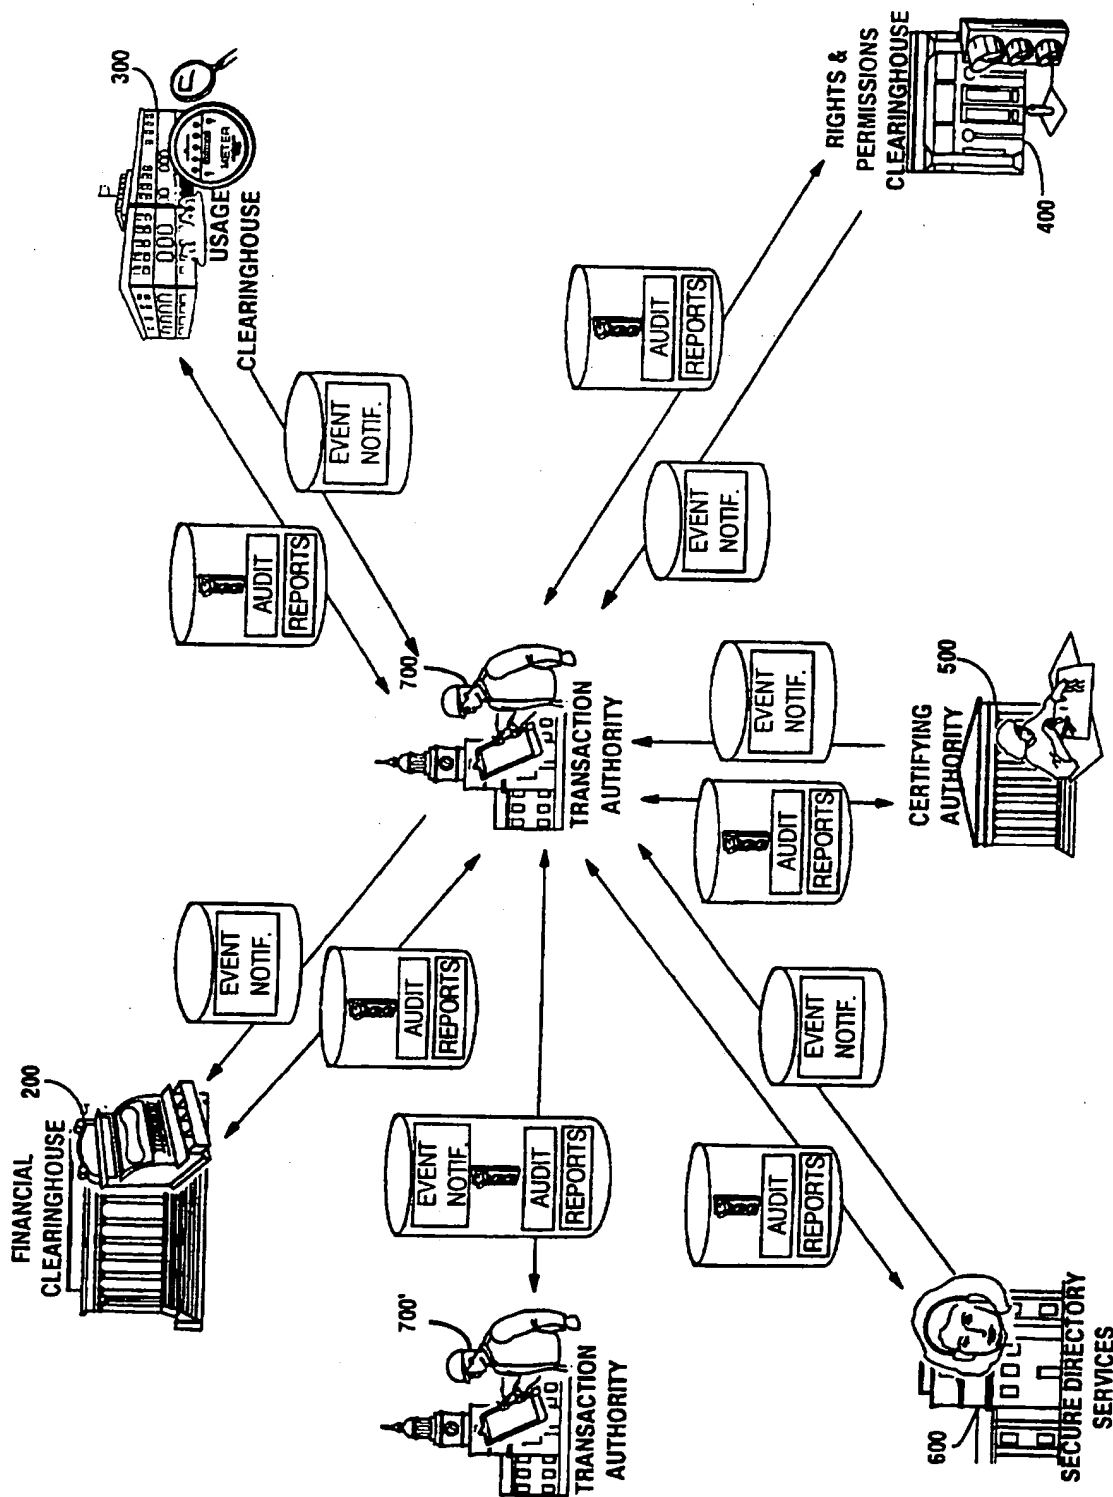 FINANCIAL
CLEARINGHOUSE
200
300
METER
USAGE
CLEARINGHOUSE
EVENT
NOTIF.
AUDIT
REPORTS
EVENT
NOTIF.
AUDIT
REPORTS
700'
TRANSACTION
AUTHORITY
EVENT
NOTIF.
AUDIT
REPORTS
700
TRANSACTION
AUTHORITY
AUDIT
REPORTS
EVENT
NOTIF.
AUDIT
REPORTS
EVENT
NOTIF.
AUDIT
REPORTS
EVENT
NOTIF.
RIGHTS &
PERMISSIONS
CLEARINGHOUSE
400
CERTIFYING
AUTHORITY
500
600
SECURE DIRECTORY
SERVICES